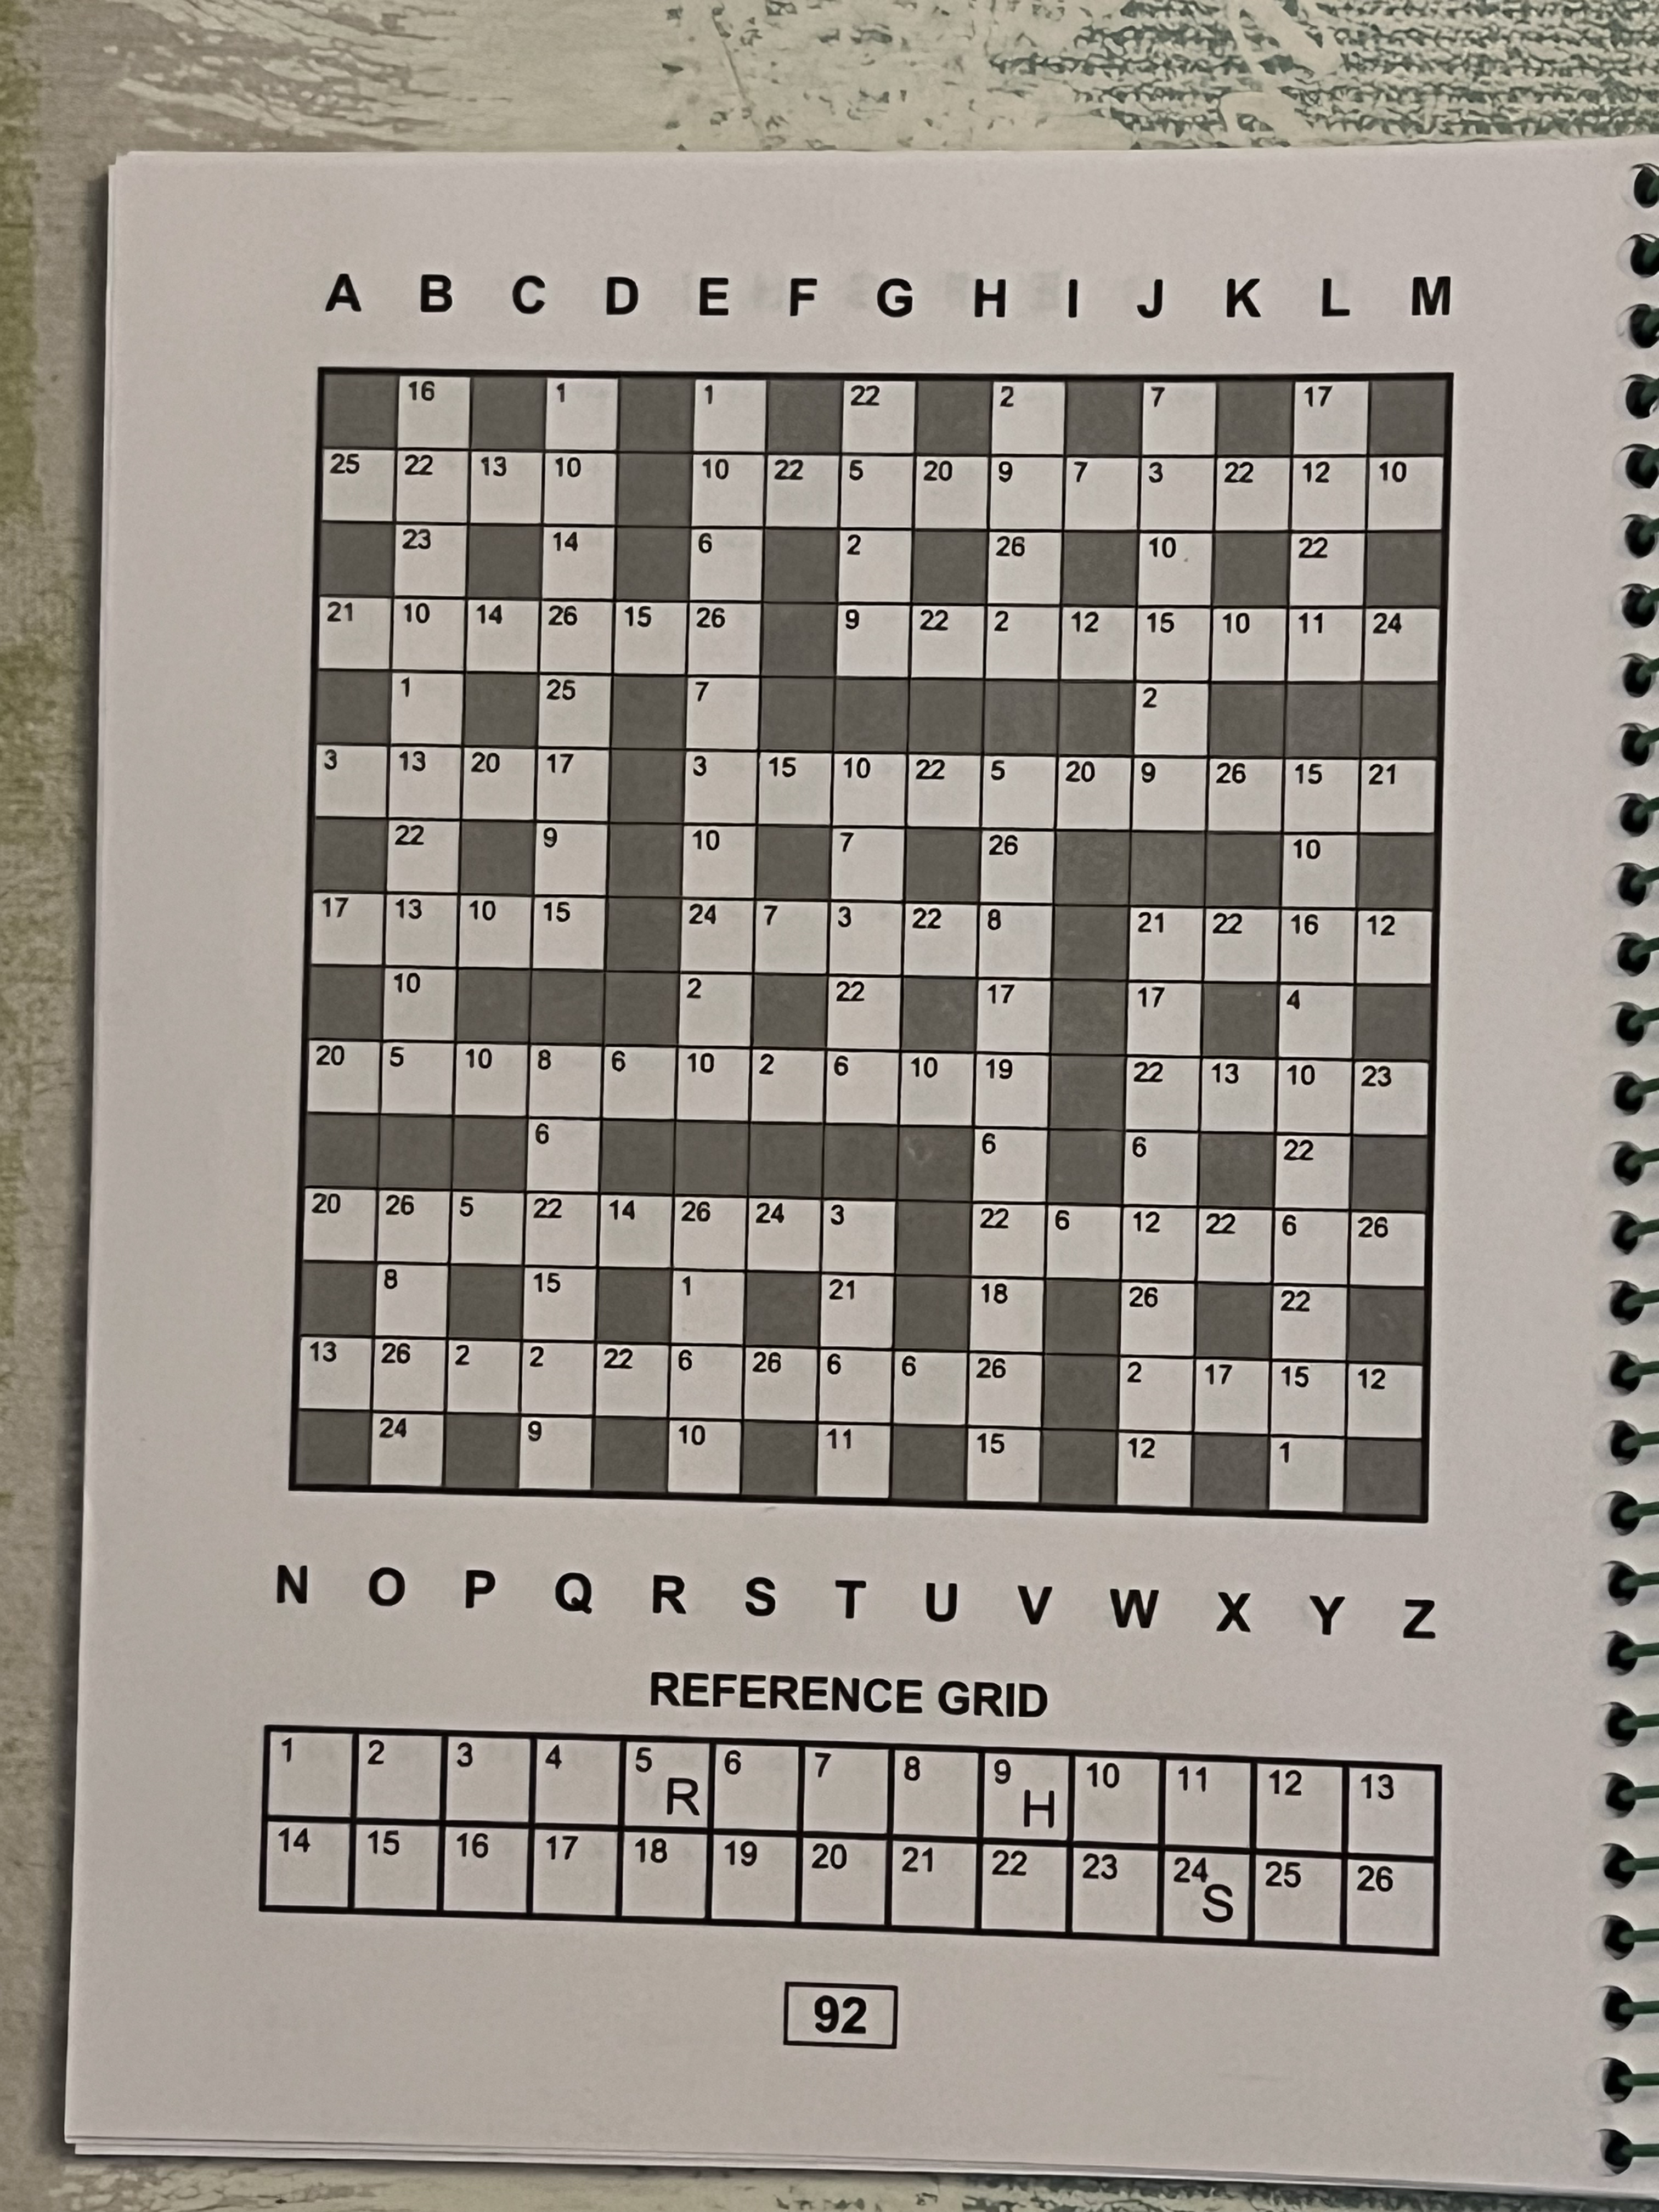 A B C D E F G H I J K L M
16 1 1 22 2 7 17
25 22 13 10 10 22 5 20 9 7 3 22 12 10
23 14 6 2 26 10 22
21 10 14 26 15 26 9 22 2 12 15 10 11 24
1 25 7 2
3 13 20 17 3 15 10 22 5 20 9 26 15 21
22 9 10 7 26 10
17 13 10 15 24 7 3 22 8 21 22 16 12
10 2 22 17 17 4
20 5 10 8 6 10 2 6 10 19 22 13 10 23
6 6 6 22
20 26 5 22 14 26 24 3 22 6 12 22 6 26
8 15 1 21 18 26 22
13 26 2 2 22 6 26 6 6 26 2 17 15 12
24 9 10 11 15 12 1
N O P Q R S T U V W X Y Z
REFERENCE GRID
1 2 3 4 5 R 6 7 8 9 H 10 11 12 13
14 15 16 17 18 19 20 21 22 23 24 S 25 26
92